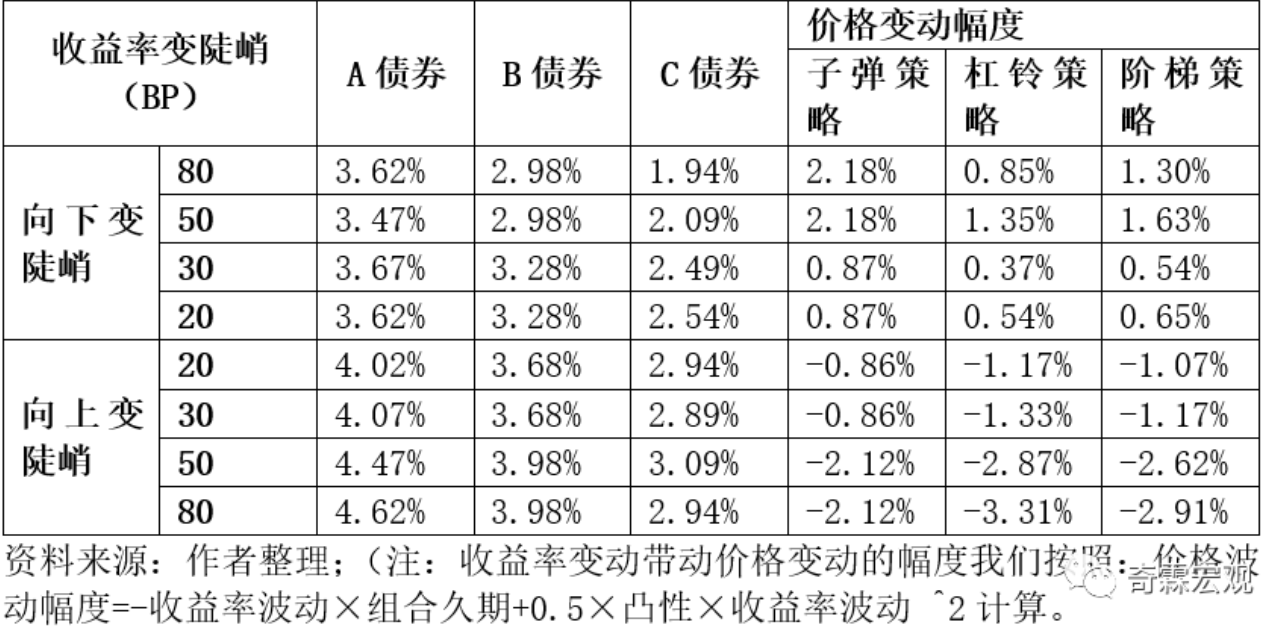 收益率变陡峭（BP） A 债券 B 债券 C 债券 价格变动幅度
子弹策略 杠铃策略 阶梯策略
向下变陡峭 80 3.62% 2.98% 1.94% 2.18% 0.85% 1.30%
50 3.47% 2.98% 2.09% 2.18% 1.35% 1.63%
30 3.67% 3.28% 2.49% 0.87% 0.37% 0.54%
20 3.62% 3.28% 2.54% 0.87% 0.54% 0.65%
向上变陡峭 20 4.02% 3.68% 2.94% -0.86% -1.17% -1.07%
30 4.07% 3.68% 2.89% -0.86% -1.33% -1.17%
50 4.47% 3.98% 3.09% -2.12% -2.87% -2.62%
80 4.62% 3.98% 2.94% -2.12% -3.31% -2.91%
资料来源：作者整理；（注：收益率变动带动价格变动的幅度我们按照：价格波
动幅度=-收益率波动×组合久期+0.5×凸性×收益率波动 ^2 计算。
奇霖宏观